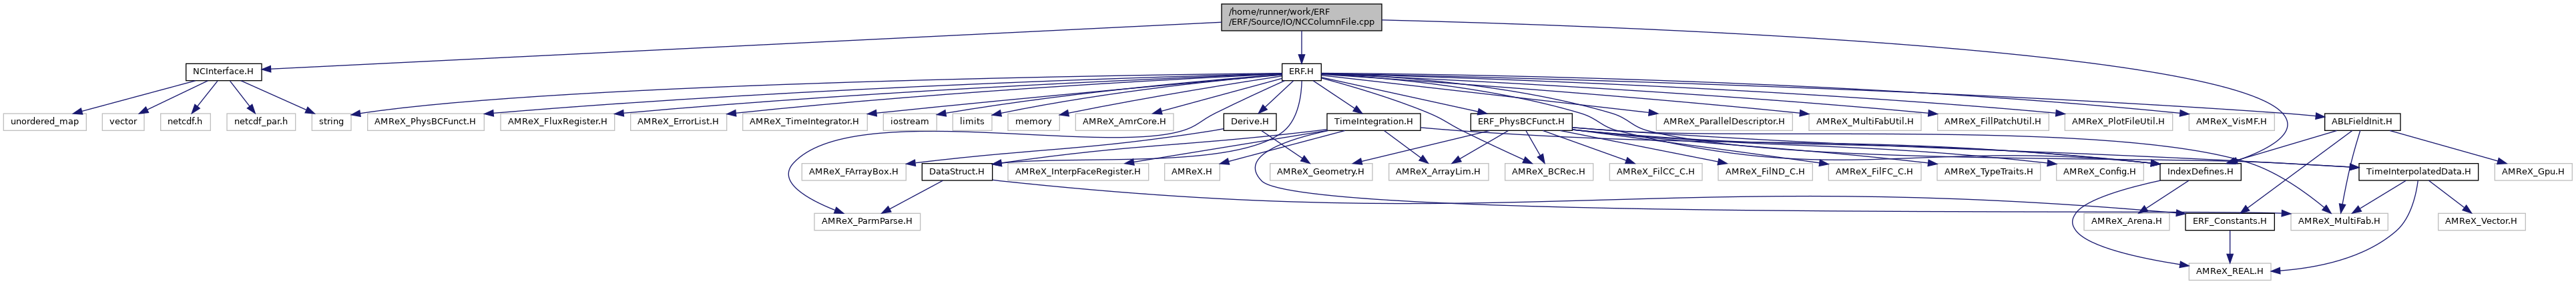 /home/runner/work/ERF
/ERF/Source/IO/NCColumnFile.cpp
NCInterface.H
ERF.H
unordered_map
vector
netcdf.h
netcdf_par.h
string
AMReX_PhysBCFunct.H
AMReX_FluxRegister.H
AMReX_ErrorList.H
AMReX_TimeIntegrator.H
iostream
limits
memory
AMReX_AmrCore.H
Derive.H
TimeIntegration.H
ERF_PhysBCFunct.H
AMReX_ParallelDescriptor.H
AMReX_MultiFabUtil.H
AMReX_FillPatchUtil.H
AMReX_PlotFileUtil.H
AMReX_VisMF.H
ABLFieldInit.H
AMReX_FArrayBox.H
DataStruct.H
AMReX_InterpFaceRegister.H
AMReX.H
AMReX_Geometry.H
AMReX_ArrayLim.H
AMReX_BCRec.H
AMReX_FilCC_C.H
AMReX_FilND_C.H
AMReX_FilFC_C.H
AMReX_TypeTraits.H
AMReX_Config.H
IndexDefines.H
TimeInterpolatedData.H
AMReX_Gpu.H
AMReX_ParmParse.H
AMReX_Arena.H
ERF_Constants.H
AMReX_MultiFab.H
AMReX_Vector.H
AMReX_REAL.H